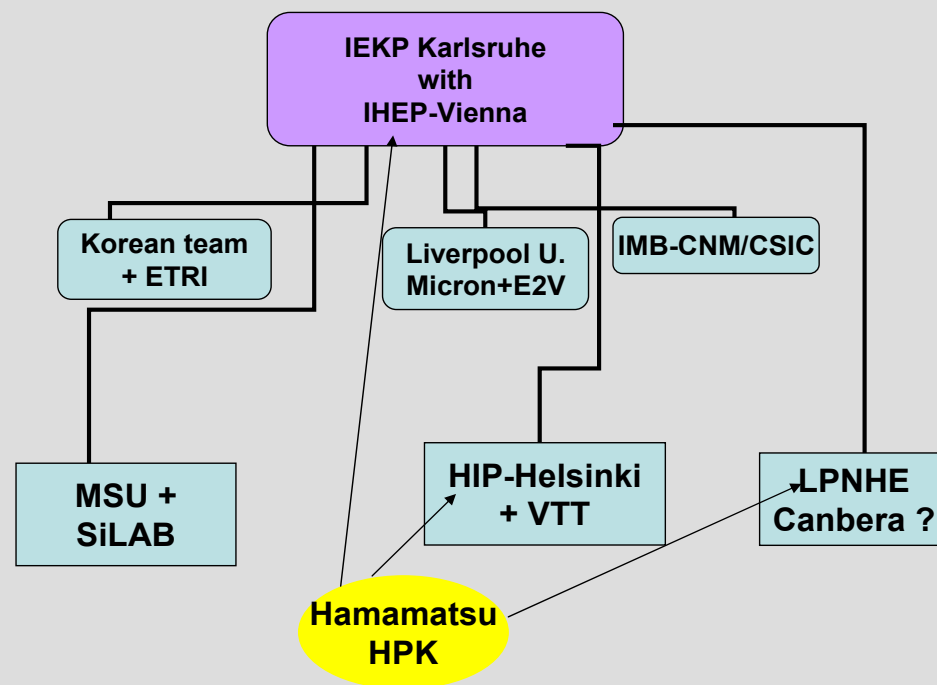 IEKP Karlsruhe
with
IHEP-Vienna
Korean team
+ ETRI
Liverpool U.
Micron+E2V
IMB-CNM/CSIC
MSU +
SiLAB
HIP-Helsinki
+ VTT
LPNHE
Canbera ?
Hamamatsu
HPK